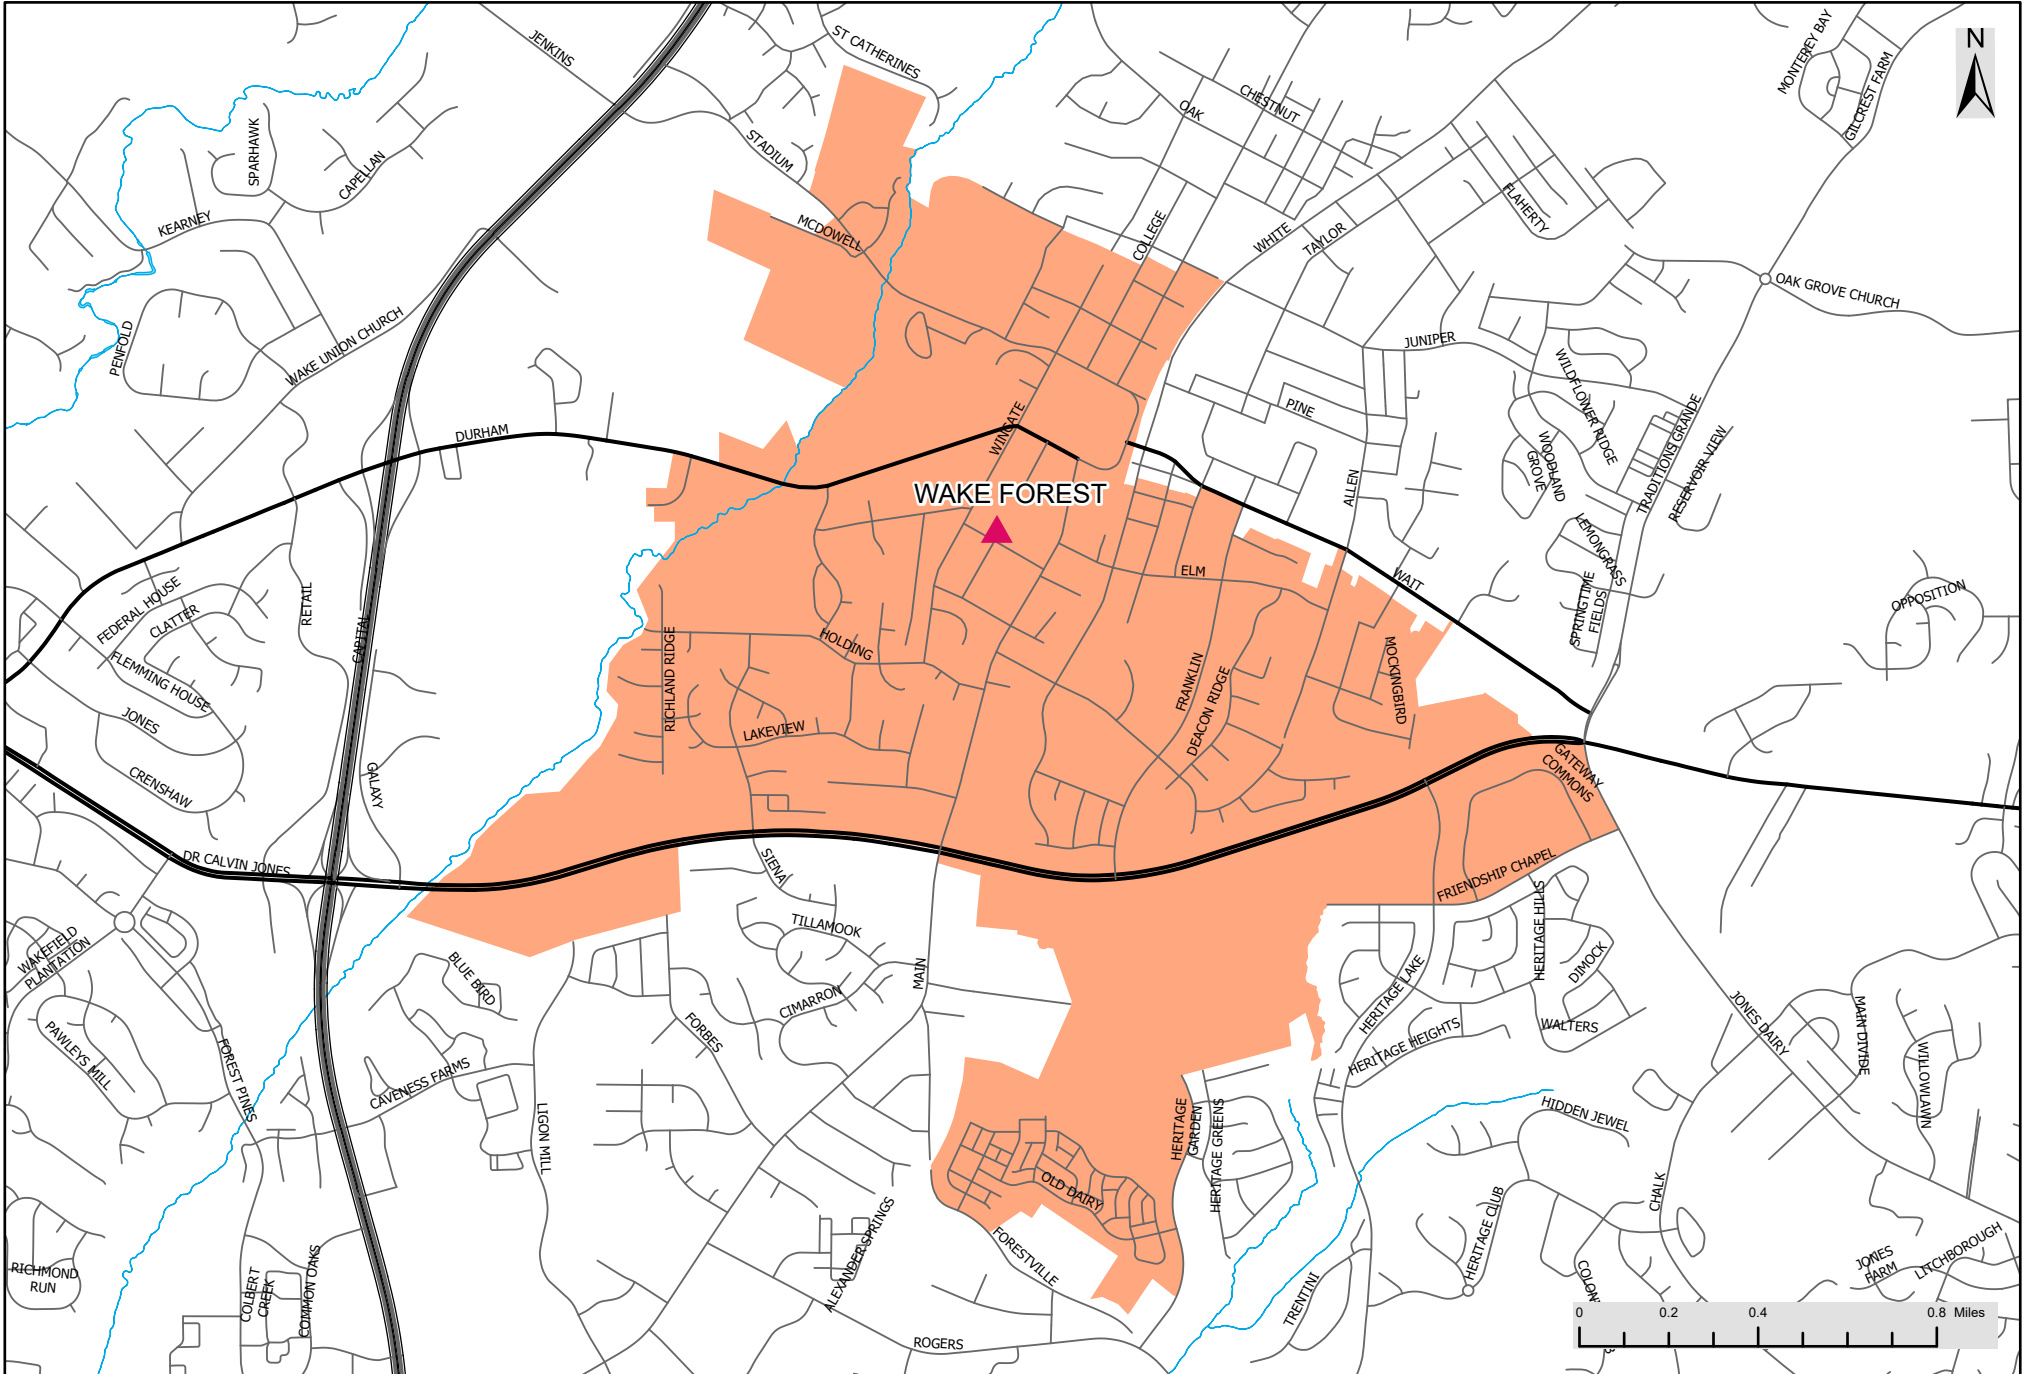 JENKINS
ST CATHERINES
MONTEREY BAY
GILCREST FARM
N
SPARHAWK
CAPELLAN
STADIUM
OAK
CHESTNUT
KEARNEY
MCDOWELL
COLLEGE
WHITE
TAYLOR
FLAHERTY
OAK GROVE CHURCH
PENFOLD
WAKE UNION CHURCH
JUNIPER
WILDFLOWER RIDGE
DURHAM
WINGATE
PINE
WOODLAND
GROVE
TRADITIONS GRANDE
RESERVOIR VIEW
WAKE FOREST
ALLEN
LEMONGRASS
ELM
WAIT
SPRINGTIME
FIELDS
OPPOSITION
FEDERAL HOUSE
CLATTER
RETAIL
CAPITAL
FLEMMING HOUSE
RICHLAND RIDGE
HOLDING
FRANKLIN
DEACON RIDGE
MOCKINGBIRD
JONES
LAKEVIEW
CRENSHAW
GALAXY
GATEWAY
COMMONS
DR CALVIN JONES
SIENA
FRIENDSHIP CHAPEL
HERITAGE HILLS
WAKEFIELD
PLANTATION
TILLAMOOK
BLUE BIRD
MAIN
DIMOCK
CIMARRON
HERITAGE LAKE
PAWLEYS MILL
FOREST PINES
FORBES
WALTERS
HERITAGE HEIGHTS
JONES DAIRY
MAIN DIVIDE
WILLOWLAWN
CAVENESS FARMS
LIGON MILL
HERITAGE
GARDEN
HERITAGE GREENS
HIDDEN JEWEL
OLD DAIRY
CHALK
ALEXANDER SPRINGS
FORESTVILLE
HERITAGE CLUB
RICHMOND
RUN
COLBERT
CREEK
COMMON OAKS
ROGERS
TRENTINI
JONES
FARM
LITCHBOROUGH
0 0.2 0.4 0.8 Miles